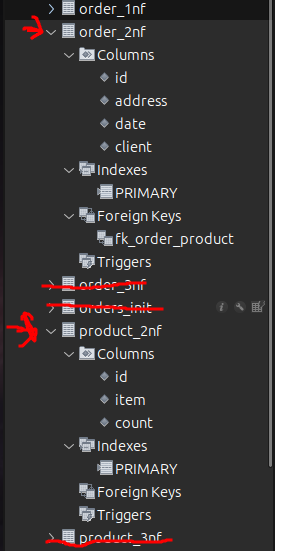 order_1nf
order_2nf
Columns
id
address
date
client
Indexes
PRIMARY
Foreign Keys
fk_order_product
Triggers
order_3nf
orders_init
product_2nf
Columns
id
item
count
Indexes
PRIMARY
Foreign Keys
Triggers
product_3nf